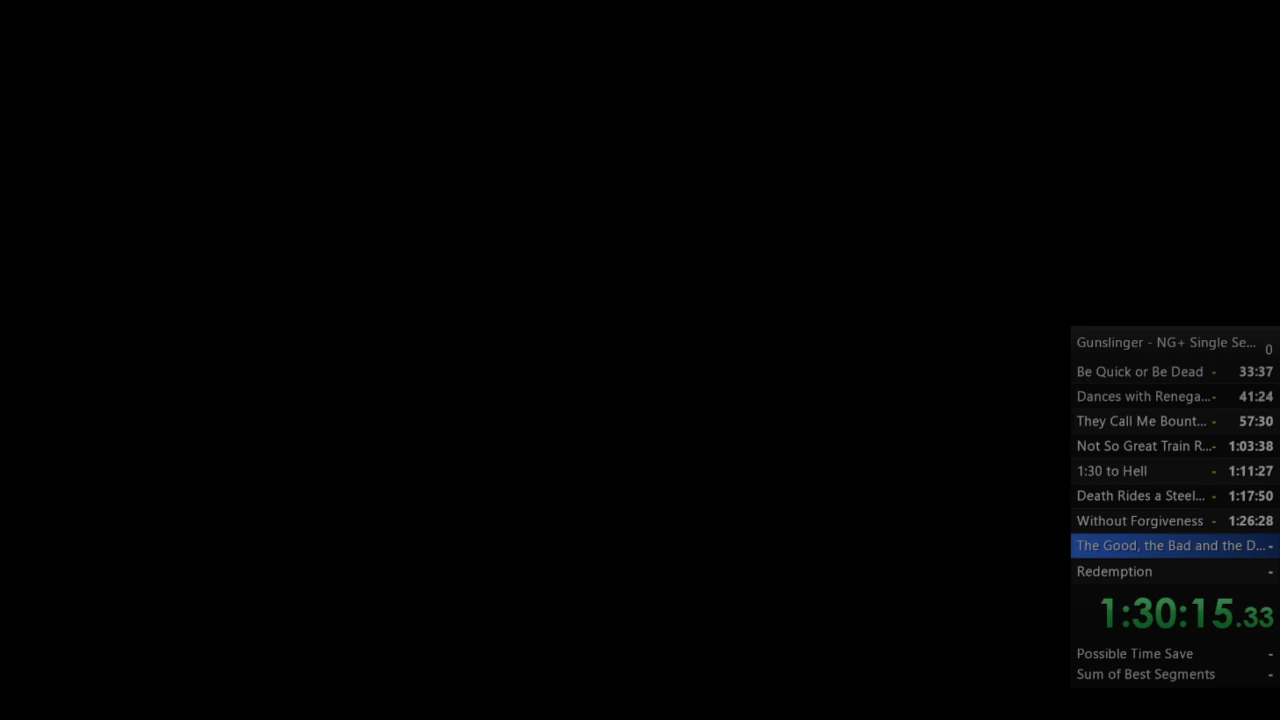 Gunslinger - NG+ Single Se... 0
Be Quick or Be Dead - 33:37
Dances with Renega... - 41:24
They Call Me Bount... - 57:30
Not So Great Train R... - 1:03:38
1:30 to Hell - 1:11:27
Death Rides a Steel... - 1:17:50
Without Forgiveness - 1:26:28
The Good, the Bad and the D... -
Redemption -
1:30:15.33
Possible Time Save -
Sum of Best Segments -